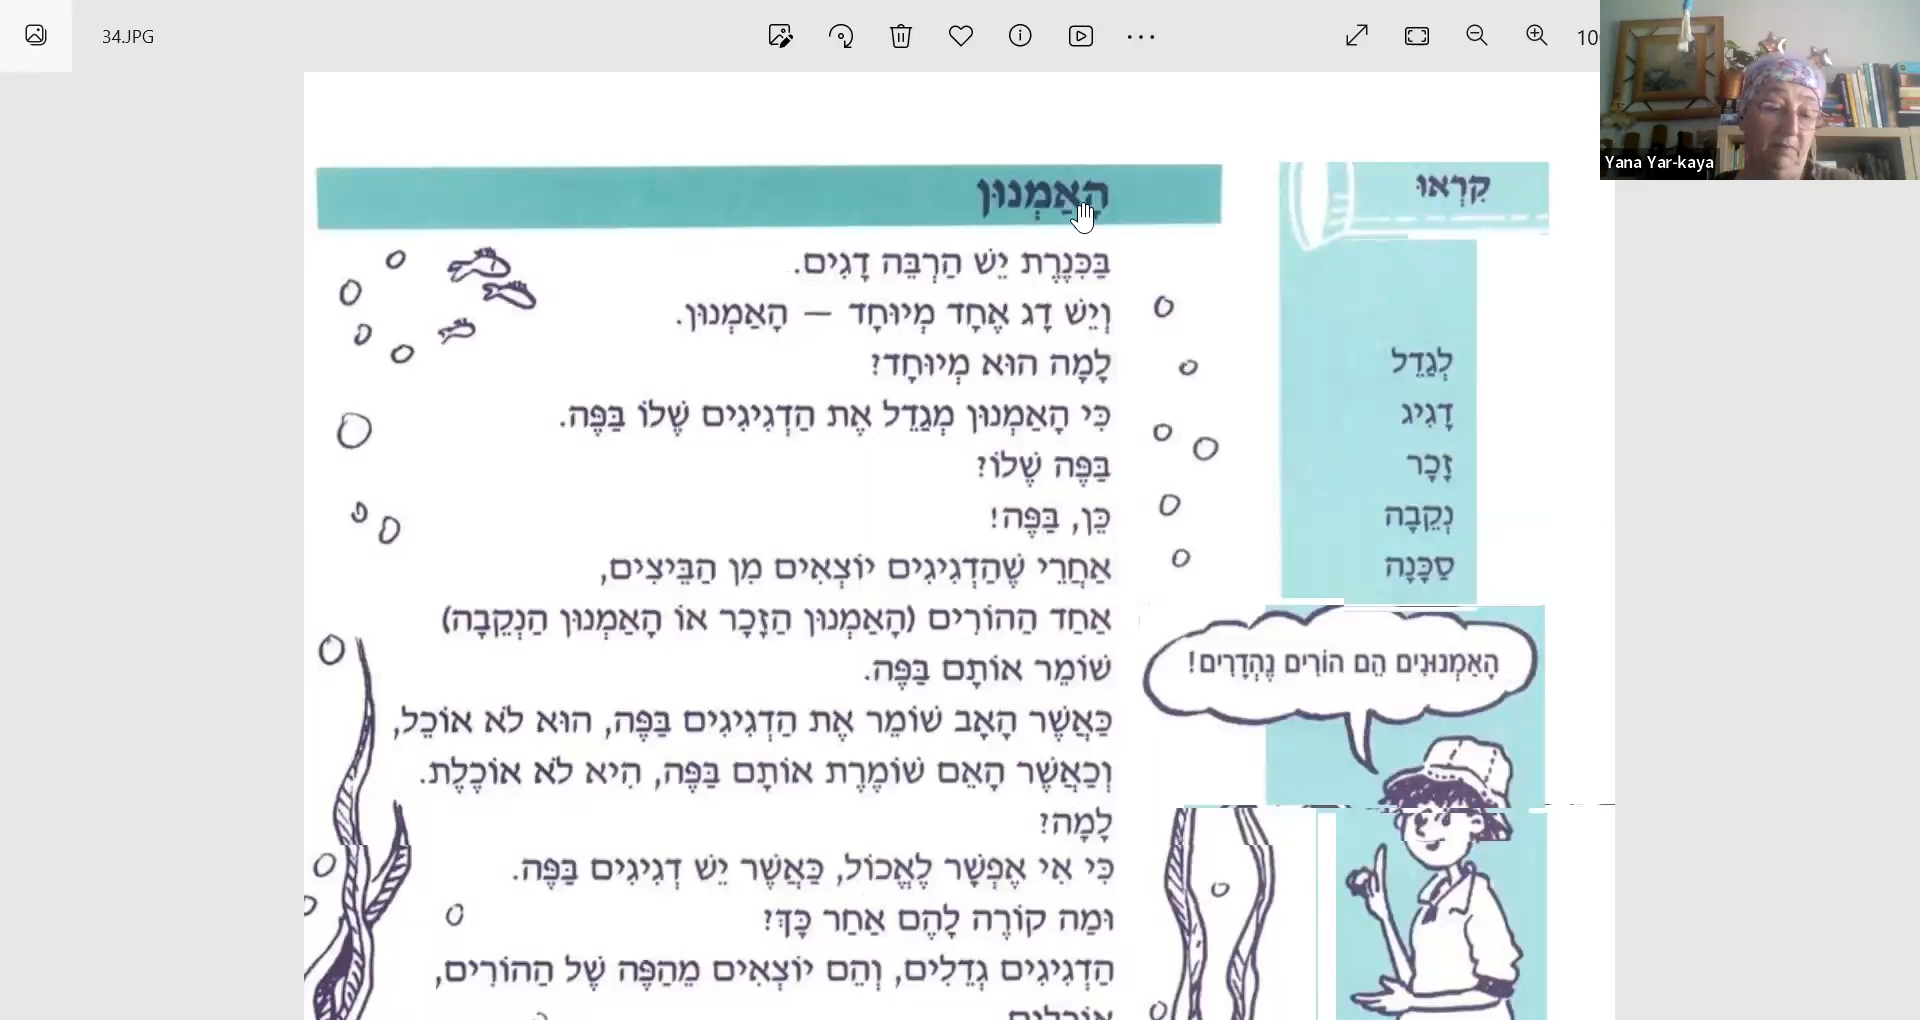 34.JPG
10
Yana Yar-kaya
קִרְאוּ
הָאַמְנוּן
בַּכִּנֶּרֶת יֵשׁ הַרְבֵּה דָּגִים.
וְיֵשׁ דָּג אֶחָד מְיוּחָד – הָאַמְנוּן.
לָמָה הוּא מְיוּחָד?
כִּי הָאַמְנוּן מְגַדֵּל אֶת הַדְּגִיגִים שֶׁלּוֹ בַּפֶּה.
בַּפֶּה שֶׁלּוֹ?
כֵּן, בַּפֶּה!
אַחֲרֵי שֶׁהַדְּגִיגִים יוֹצְאִים מִן הַבֵּיצִים,
אַחַד הַהוֹרִים (הָאַמְנוּן הַזָּכָר אוֹ הָאַמְנוּן הַנְּקֵבָה)
שׁוֹמֵר אוֹתָם בַּפֶּה.
כַּאֲשֶׁר הָאָב שׁוֹמֵר אֶת הַדְּגִיגִים בַּפֶּה, הוּא לֹא אוֹכֵל,
וְכַאֲשֶׁר הָאֵם שׁוֹמֶרֶת אוֹתָם בַּפֶּה, הִיא לֹא אוֹכֶלֶת.
לָמָה?
כִּי אִי אֶפְשָׁר לֶאֱכוֹל, כַּאֲשֶׁר יֵשׁ דְּגִיגִים בַּפֶּה.
וּמַה קּוֹרֶה לָהֶם אַחַר כָּךְ?
הַדְּגִיגִים גְּדֵלִים, וְהֵם יוֹצְאִים מֵהַפֶּה שֶׁל הַהוֹרִים,
לְגַדֵּל
דָּגִיג
זָכָר
נְקֵבָה
סַכָּנָה
הָאַמְנוּנִים הֵם הוֹרִים נֶהְדָּרִים!